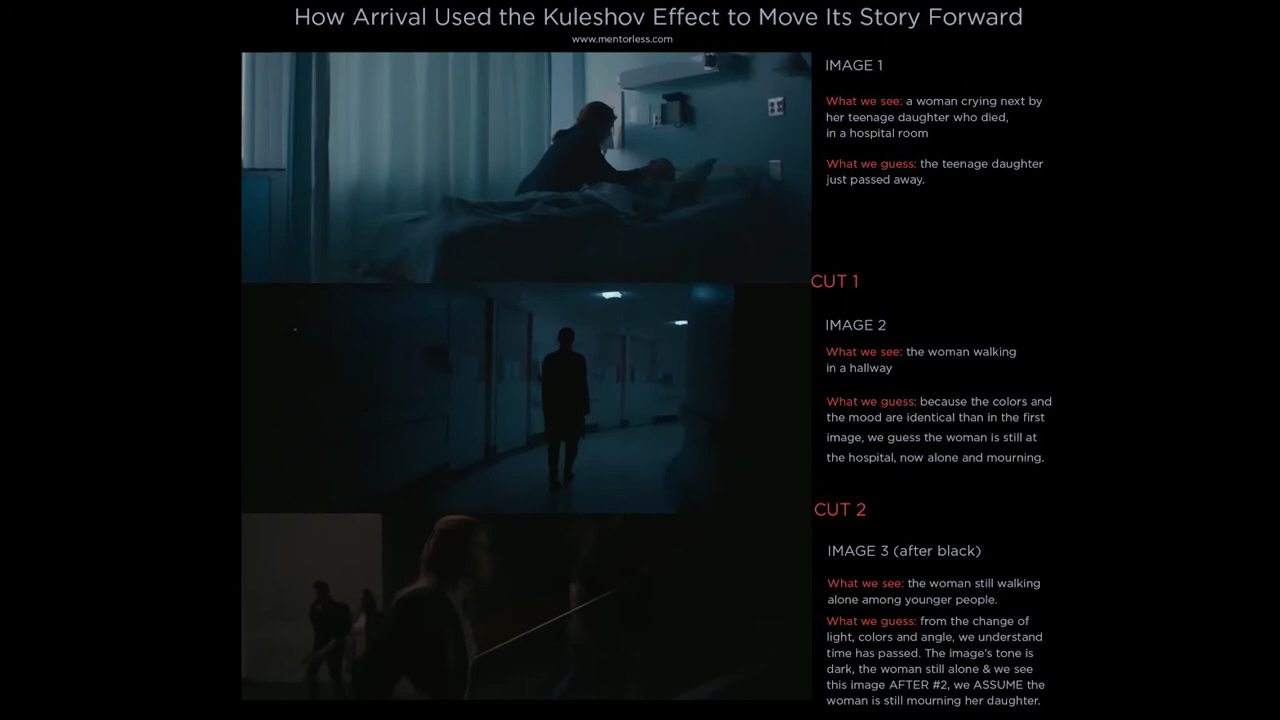 How Arrival Used the Kuleshov Effect to Move Its Story Forward
www.mentorless.com
IMAGE 1
What we see: a woman crying next by
her teenage daughter who died,
in a hospital room
What we guess: the teenage daughter
just passed away.
CUT 1
IMAGE 2
What we see: the woman walking
in a hallway
What we guess: because the colors and
the mood are identical than in the first
image, we guess the woman is still at
the hospital, now alone and mourning.
CUT 2
IMAGE 3 (after black)
What we see: the woman still walking
alone among younger people.
What we guess: from the change of
light, colors and angle, we understand
time has passed. The image's tone is
dark, the woman still alone & we see
this image AFTER #2, we ASSUME the
woman is still mourning her daughter.